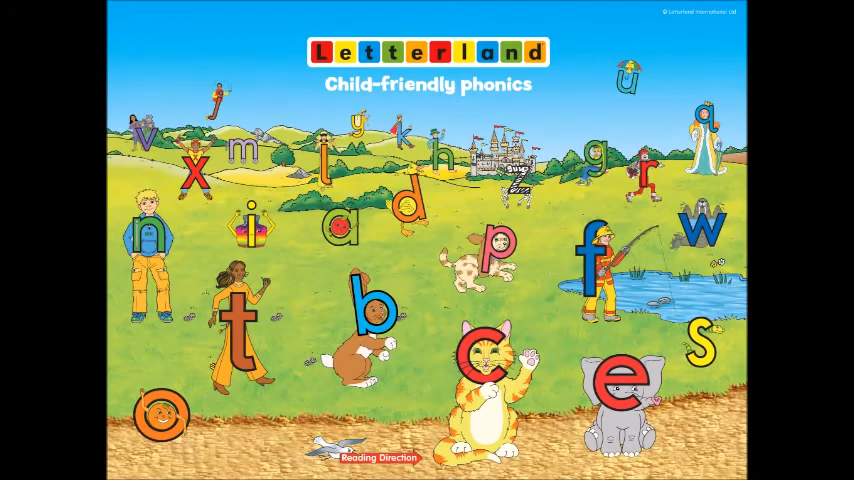 © Letterland International Ltd
Letterland
Child-friendly phonics
u
j
v
m
y
k
h
g
q
x
l
z
r
n
i
a
d
p
f
w
t
b
c
s
e
o
Reading Direction